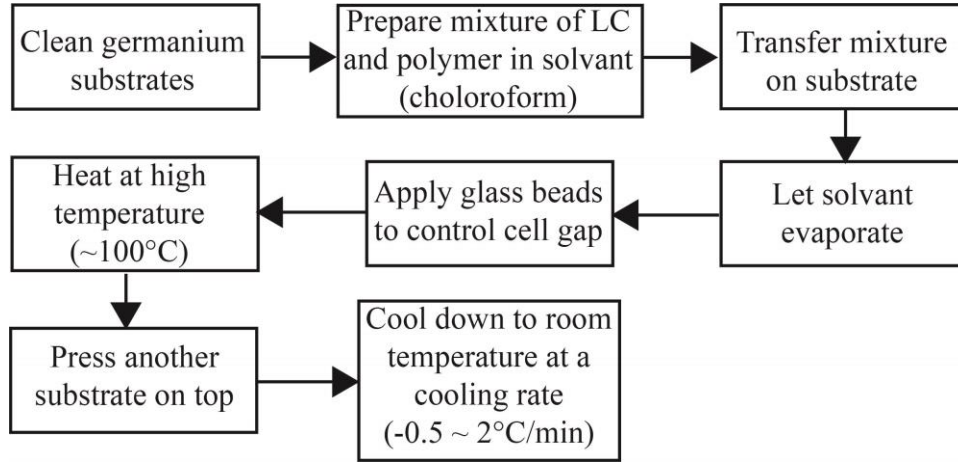 Clean germanium
substrates
Prepare mixture of LC
and polymer in solvant
(choloroform)
Transfer mixture
on substrate
Let solvant
evaporate
Apply glass beads
to control cell gap
Heat at high
temperature
(~100°C)
Press another
substrate on top
Cool down to room
temperature at a
cooling rate
(-0.5 ~ 2°C/min)